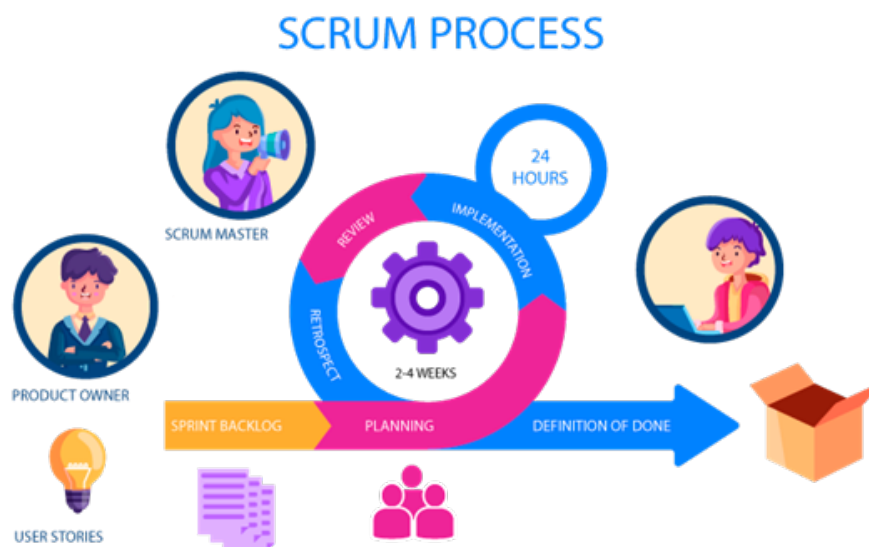 SCRUM PROCESS
24
HOURS
SCRUM MASTER
REVIEW
IMPLEMENTATION
RETROSPECT
2-4 WEEKS
PRODUCT OWNER
SPRINT BACKLOG
PLANNING
DEFINITION OF DONE
USER STORIES